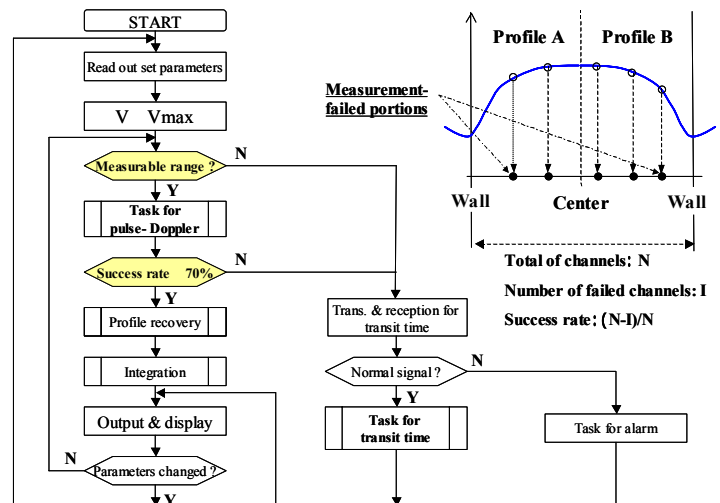 START
Read out set parameters
V Vmax
Measurable range ?
N
Y
Task for
pulse- Doppler
Success rate 70%
N
Y
Profile recovery
Integration
Output & display
Parameters changed ?
N
Y
Trans. & reception for
transit time
Normal signal ?
N
Y
Task for
transit time
Task for alarm
Profile A
Profile B
Measurement-
failed portions
Wall
Center
Wall
Total of channels: N
Number of failed channels: I
Success rate: (N-I)/N